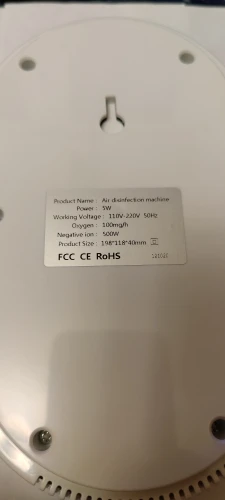 Product Name : Air disinfection machine
Power : 5W
Working Voltage : 110V-220V 50Hz
Oxygen : 100mg/h
Negative ion : 500W
Product Size : 198*118*40mm
FCC CE RoHS